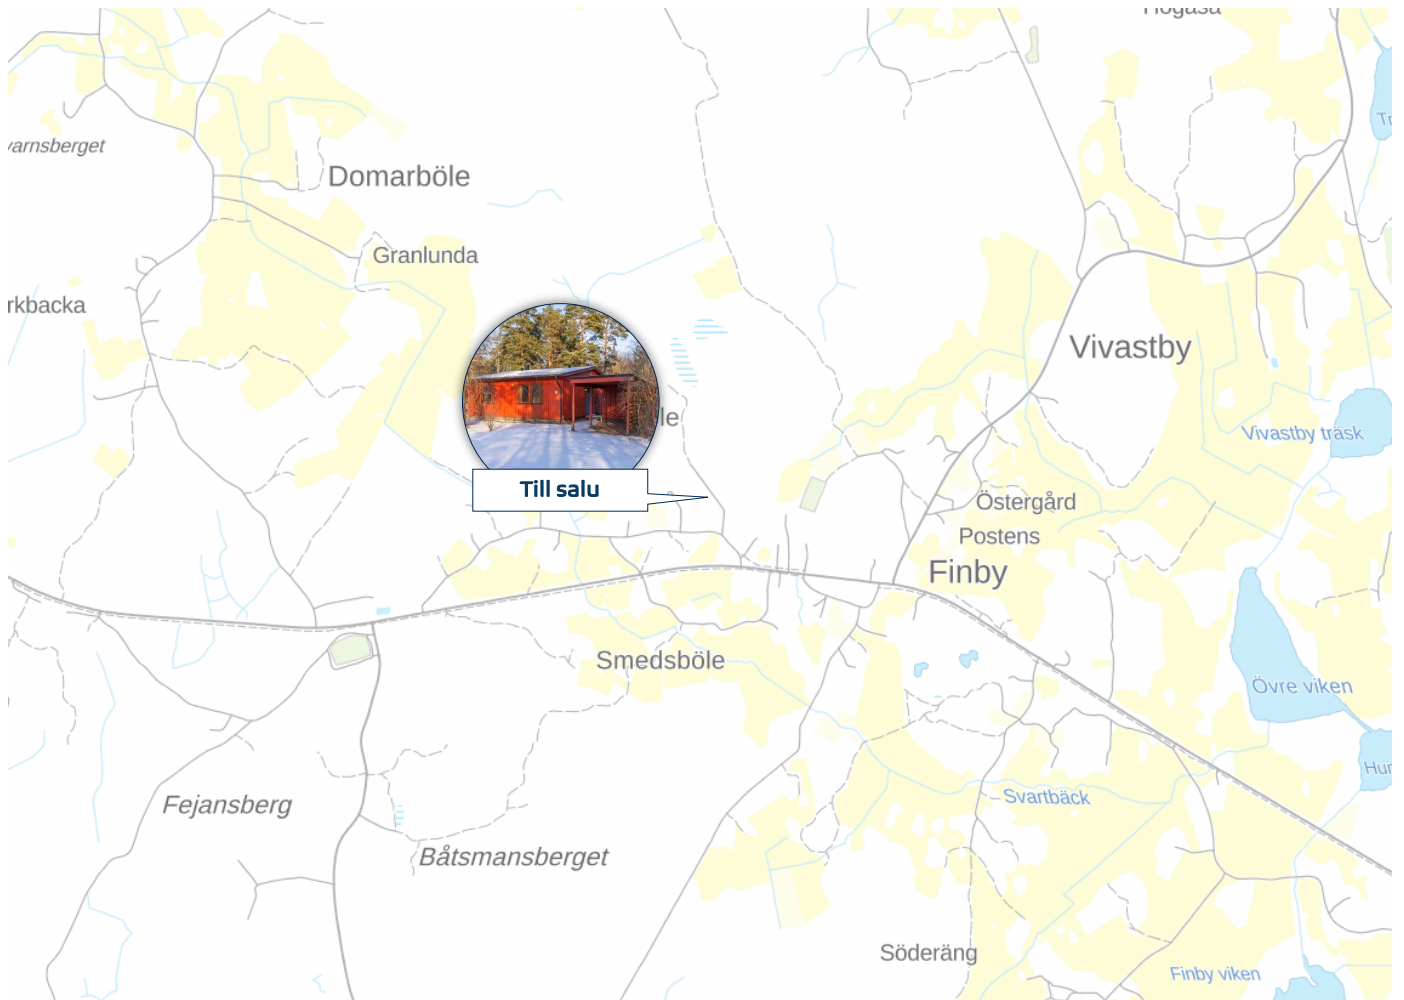 Högåsa
Domarböle
Granlunda
Vivastby
Vivastby träsk
Till salu
Östergård
Postens
Finby
Smedsböle
Övre viken
Fejansberg
Svartbäck
Båtsmansberget
Söderäng
Finby viken